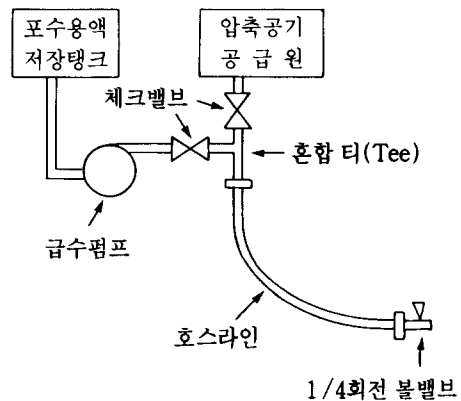 포수용액
저장탱크
압축공기
공 급 원
체크밸브
혼합 티(Tee)
급수펌프
호스라인
1/4회전 볼밸브